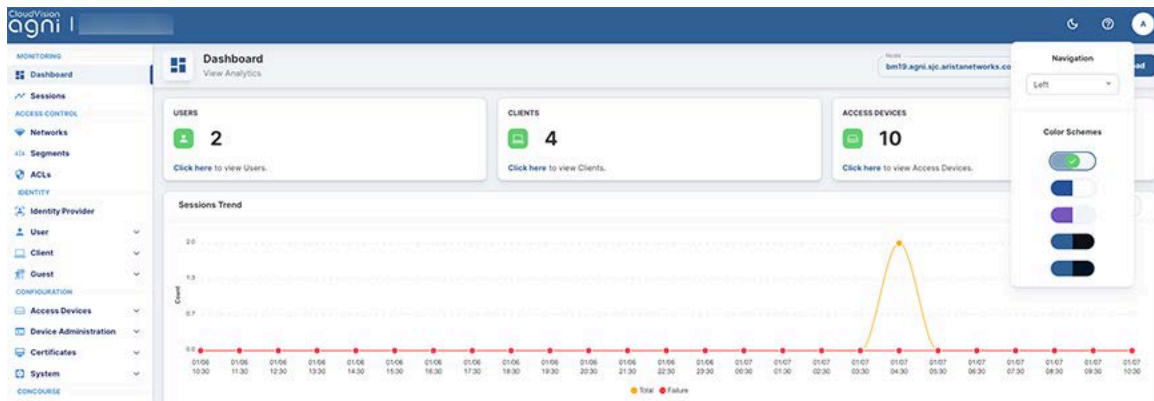 CloudVision
agni |
A
MONITORING
Dashboard
Sessions
ACCESS CONTROL
Networks
Segments
ACLs
IDENTITY
Identity Provider
User
Client
Guest
CONFIGURATION
Access Devices
Device Administration
Certificates
System
CONCOURSE
Dashboard
View Analytics
Node
bm19.agni.sjc.aristanetworks.co
ad
Navigation
Left
Color Schemes
USERS
2
Click here to view Users.
CLIENTS
4
Click here to view Clients.
ACCESS DEVICES
10
Click here to view Access Devices.
Sessions Trend
Count
2.0
1.3
0.7
0.0
01/06 01/06 01/06 01/06 01/06 01/06 01/06 01/06 01/06 01/06 01/06 01/06 01/06 01/06 01/07 01/07 01/07 01/07 01/07 01/07 01/07 01/07 01/07 01/07 01/07
10:30 11:30 12:30 13:30 14:30 15:30 16:30 17:30 18:30 19:30 20:30 21:30 22:30 23:30 00:30 01:30 02:30 03:30 04:30 05:30 06:30 07:30 08:30 09:30 10:30
Total Failure